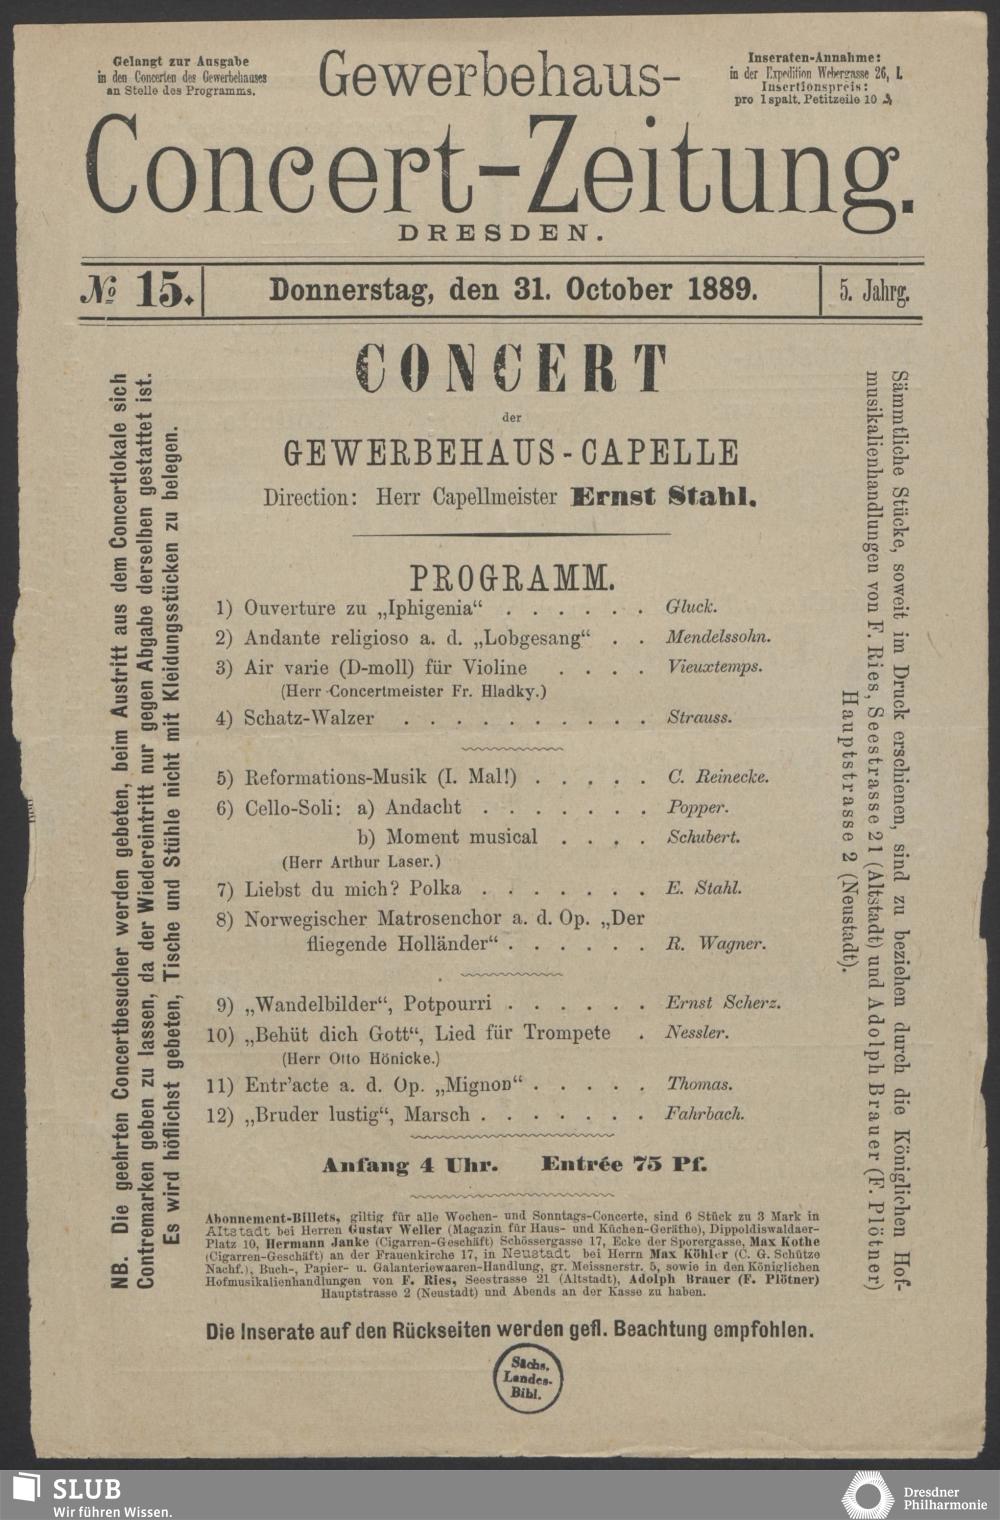 Gelangt zur Ausgabe
in den Concerten des Gewerbehauses
an Stelle des Programms.
Gewerbehaus-
Inseraten-Annahme:
in der Expedition Webergasse 26, I.
Insertionspreis:
pro 1spalt. Petitzeile 10 ₰
Concert-Zeitung.
DRESDEN.
№ 15.
Donnerstag, den 31. October 1889.
5. Jahrg.
NB. Die geehrten Concertbesucher werden gebeten, beim Austritt aus dem Concertlokale sich
Contremarken geben zu lassen, da der Wiedereintritt nur gegen Abgabe derselben gestattet ist.
Es wird höflichst gebeten, Tische und Stühle nicht mit Kleidungsstücken zu belegen.
CONCERT
der
GEWERBEHAUS-CAPELLE
Direction: Herr Capellmeister Ernst Stahl.
PROGRAMM.
1) Ouverture zu „Iphigenia“ . . . . . . Gluck.
2) Andante religioso a. d. „Lobgesang“ . . Mendelssohn.
3) Air varie (D-moll) für Violine . . . . Vieuxtemps.
(Herr Concertmeister Fr. Hladky.)
4) Schatz-Walzer . . . . . . . . . . Strauss.
5) Reformations-Musik (I. Mal!) . . . . . C. Reinecke.
6) Cello-Soli: a) Andacht . . . . . . . Popper.
b) Moment musical . . . . Schubert.
(Herr Arthur Laser.)
7) Liebst du mich? Polka . . . . . . . E. Stahl.
8) Norwegischer Matrosenchor a. d. Op. „Der
fliegende Holländer“ . . . . . . R. Wagner.
9) „Wandelbilder“, Potpourri . . . . . . Ernst Scherz.
10) „Behüt dich Gott“, Lied für Trompete . Nessler.
(Herr Otto Hönicke.)
11) Entr'acte a. d. Op. „Mignon“ . . . . . Thomas.
12) „Bruder lustig“, Marsch . . . . . . . Fahrbach.
Anfang 4 Uhr. Entrée 75 Pf.
Abonnement-Billets, giltig für alle Wochen- und Sonntags-Concerte, sind 6 Stück zu 3 Mark in
Altstadt bei Herren Gustav Weller (Magazin für Haus- und Küchen-Geräthe), Dippoldiswaldaer-
Platz 10, Hermann Janke (Cigarren-Geschäft) Schössergasse 17, Ecke der Sporergasse, Max Kothe
(Cigarren-Geschäft) an der Frauenkirche 17, in Neustadt bei Herrn Max Köhler (C. G. Schütze
Nachf.), Buch-, Papier- u. Galanteriewaaren-Handlung, gr. Meissnerstr. 5, sowie in den Königlichen
Hofmusikalienhandlungen von F. Ries, Seestrasse 21 (Altstadt), Adolph Brauer (F. Plötner)
Hauptstrasse 2 (Neustadt) und Abends an der Kasse zu haben.
Die Inserate auf den Rückseiten werden gefl. Beachtung empfohlen.
Sämmtliche Stücke, soweit im Druck erschienen, sind zu beziehen durch die Königlichen Hof-
musikalienhandlungen von F. Ries, Seestrasse 21 (Altstadt) und Adolph Brauer (F. Plötner)
Hauptstrasse 2 (Neustadt).
Sächs.
Landes-
Bibl.
SLUB
Wir führen Wissen.
Dresdner
Philharmonie